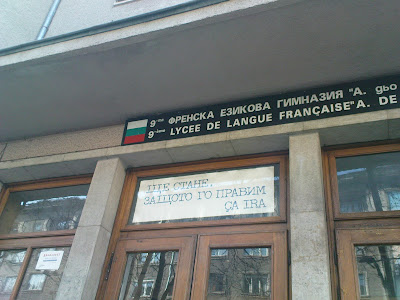 9-та ФРЕНСКА ЕЗИКОВА ГИМНАЗИЯ "А. дьо
9-ème LYCEE DE LANGUE FRANÇAISE "A. DE
ЩЕ СТАНЕ,
ЗАЩОТО ГО ПРАВИМ
ÇA IRA